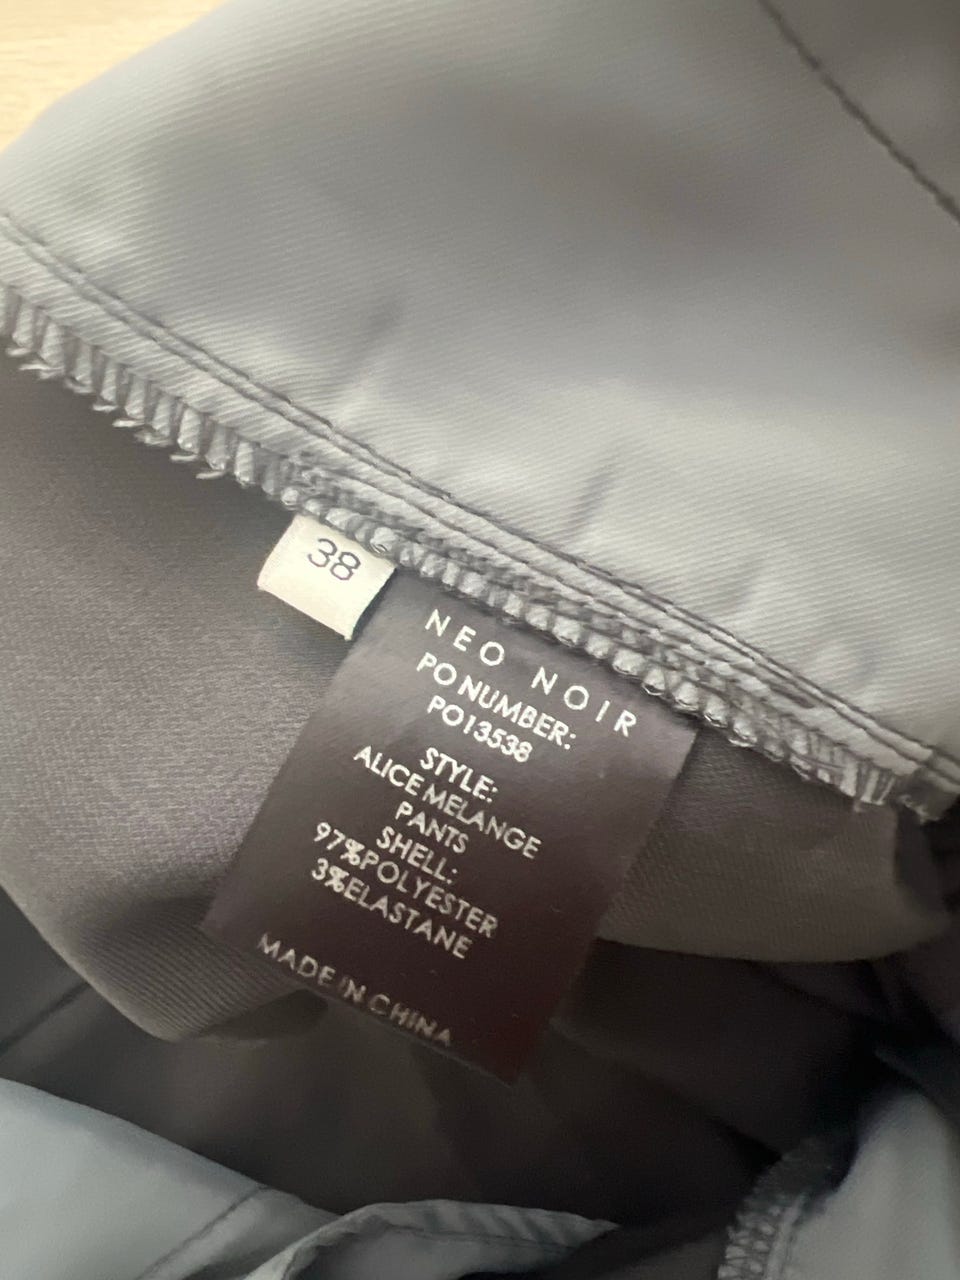 38
NEO NOIR
PO NUMBER:
PO13538
STYLE:
ALICE MELANGE
PANTS
SHELL:
97%POLYESTER
3%ELASTANE
MADE IN CHINA